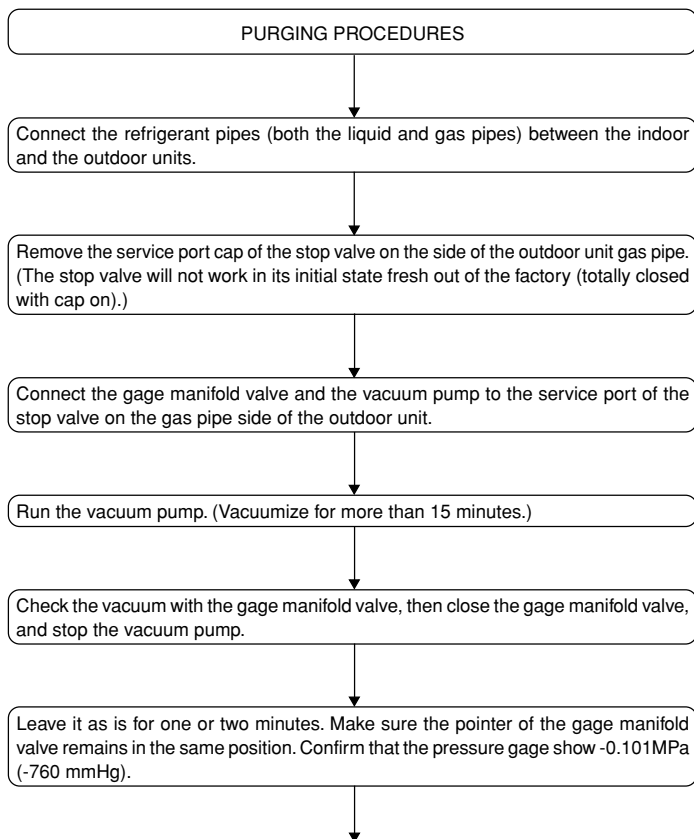 PURGING PROCEDURES
Connect the refrigerant pipes (both the liquid and gas pipes) between the indoor
and the outdoor units.
Remove the service port cap of the stop valve on the side of the outdoor unit gas pipe.
(The stop valve will not work in its initial state fresh out of the factory (totally closed
with cap on).)
Connect the gage manifold valve and the vacuum pump to the service port of the
stop valve on the gas pipe side of the outdoor unit.
Run the vacuum pump. (Vacuumize for more than 15 minutes.)
Check the vacuum with the gage manifold valve, then close the gage manifold valve,
and stop the vacuum pump.
Leave it as is for one or two minutes. Make sure the pointer of the gage manifold
valve remains in the same position. Confirm that the pressure gage show -0.101MPa
(-760 mmHg).